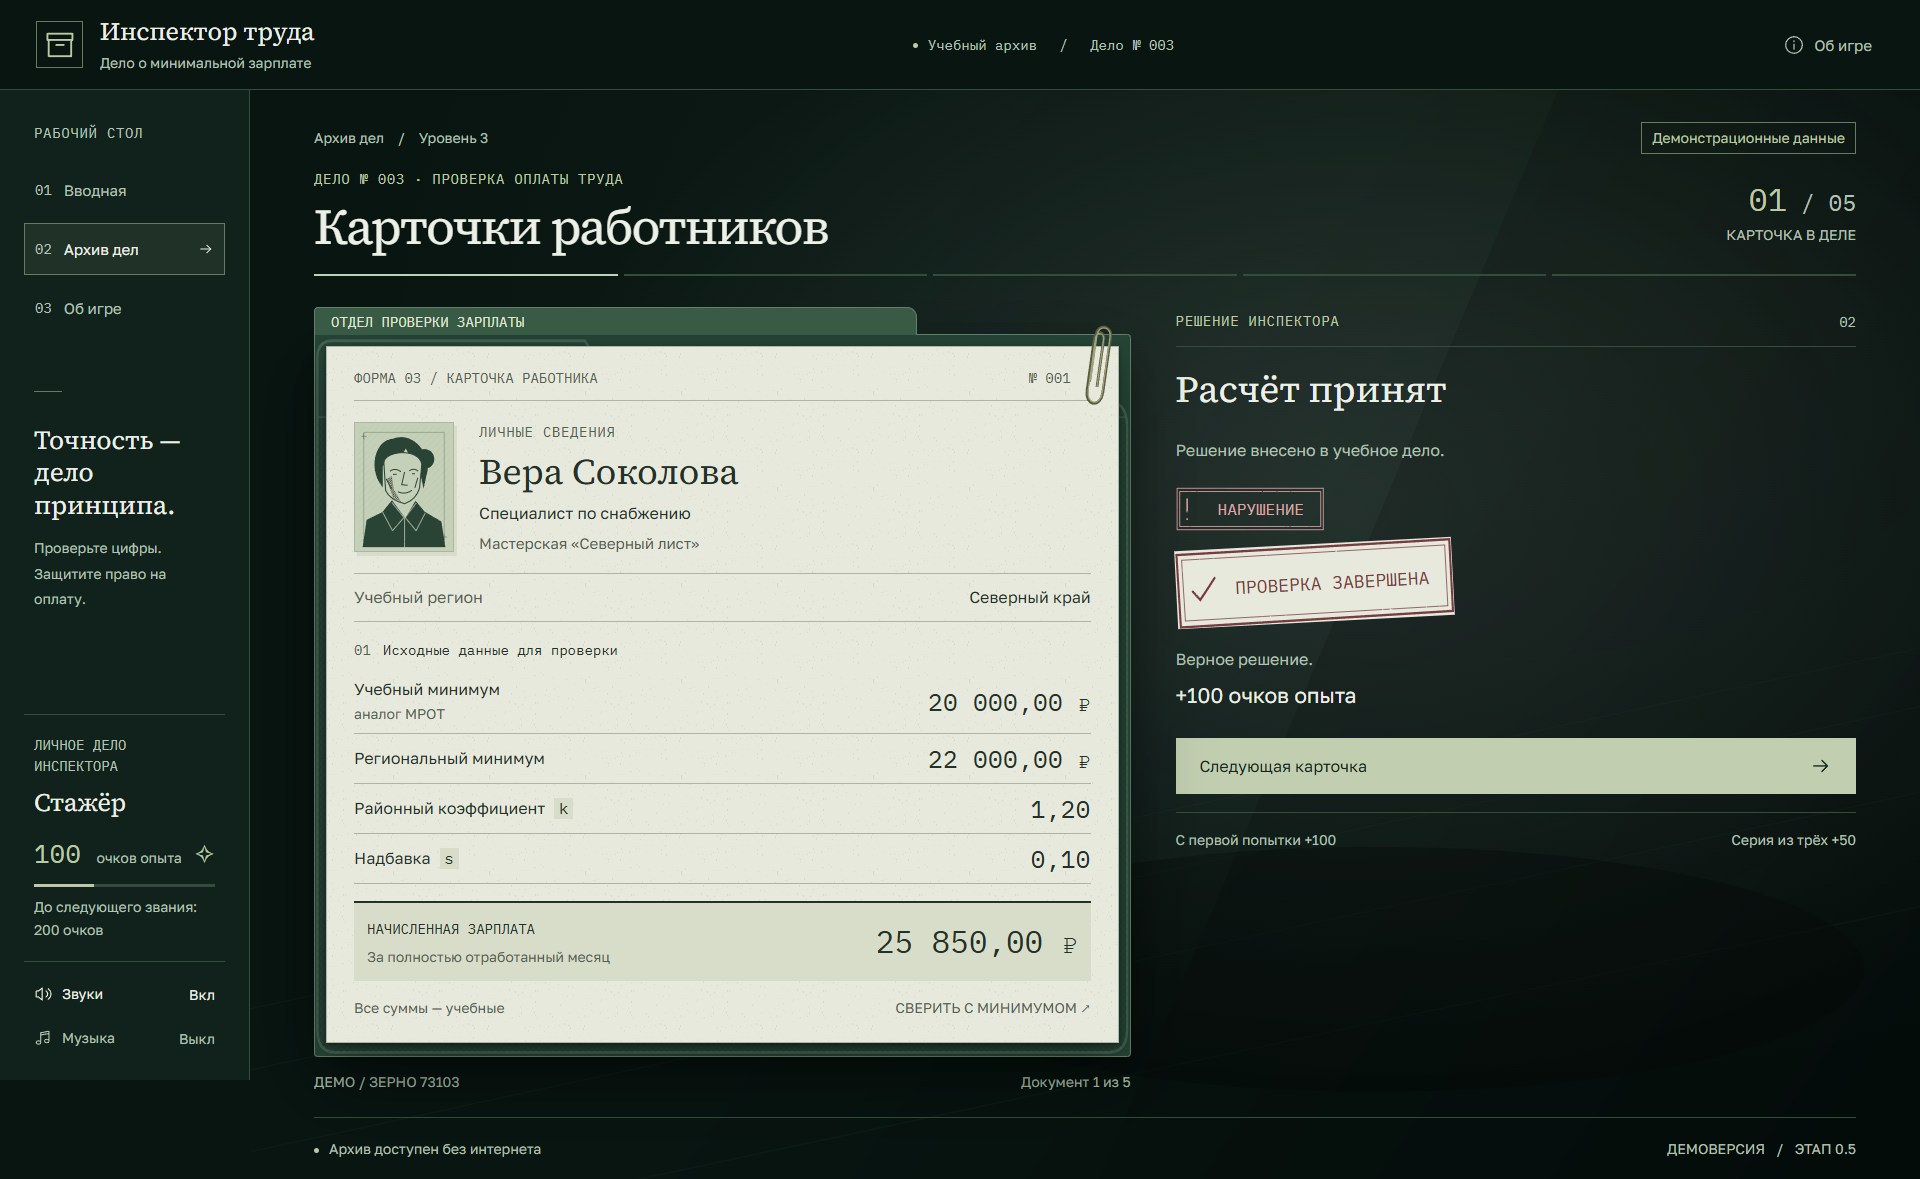 Инспектор труда
Дело о минимальной зарплате
• Учебный архив / Дело № 003
Об игре
РАБОЧИЙ СТОЛ
01 Вводная
02 Архив дел →
03 Об игре
Точность —
дело
принципа.
Проверьте цифры.
Защитите право на
оплату.
ЛИЧНОЕ ДЕЛО
ИНСПЕКТОРА
Стажёр
100 очков опыта
До следующего звания:
200 очков
Звуки Вкл
Музыка Выкл
Архив дел / Уровень 3
Демонстрационные данные
ДЕЛО № 003 · ПРОВЕРКА ОПЛАТЫ ТРУДА
Карточки работников
01 / 05
КАРТОЧКА В ДЕЛЕ
ОТДЕЛ ПРОВЕРКИ ЗАРПЛАТЫ
ФОРМА 03 / КАРТОЧКА РАБОТНИКА № 001
ЛИЧНЫЕ СВЕДЕНИЯ
Вера Соколова
Специалист по снабжению
Мастерская «Северный лист»
Учебный регион Северный край
01 Исходные данные для проверки
Учебный минимум
аналог МРОТ
20 000,00 ₽
Региональный минимум 22 000,00 ₽
Районный коэффициент k 1,20
Надбавка s 0,10
НАЧИСЛЕННАЯ ЗАРПЛАТА
За полностью отработанный месяц
25 850,00 ₽
Все суммы — учебные СВЕРИТЬ С МИНИМУМОМ ↗
ДЕМО / ЗЕРНО 73103 Документ 1 из 5
РЕШЕНИЕ ИНСПЕКТОРА 02
Расчёт принят
Решение внесено в учебное дело.
! НАРУШЕНИЕ
ПРОВЕРКА ЗАВЕРШЕНА
Верное решение.
+100 очков опыта
Следующая карточка →
С первой попытки +100 Серия из трёх +50
• Архив доступен без интернета
ДЕМОВЕРСИЯ / ЭТАП 0.5